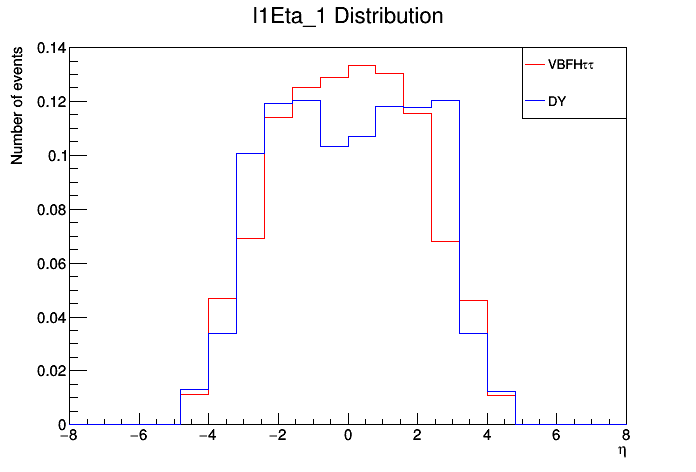 l1Eta_1 Distribution
Number of events
VBFHττ
DY
0.14
0.12
0.1
0.08
0.06
0.04
0.02
0
−8 −6 −4 −2 0 2 4 6 8
η